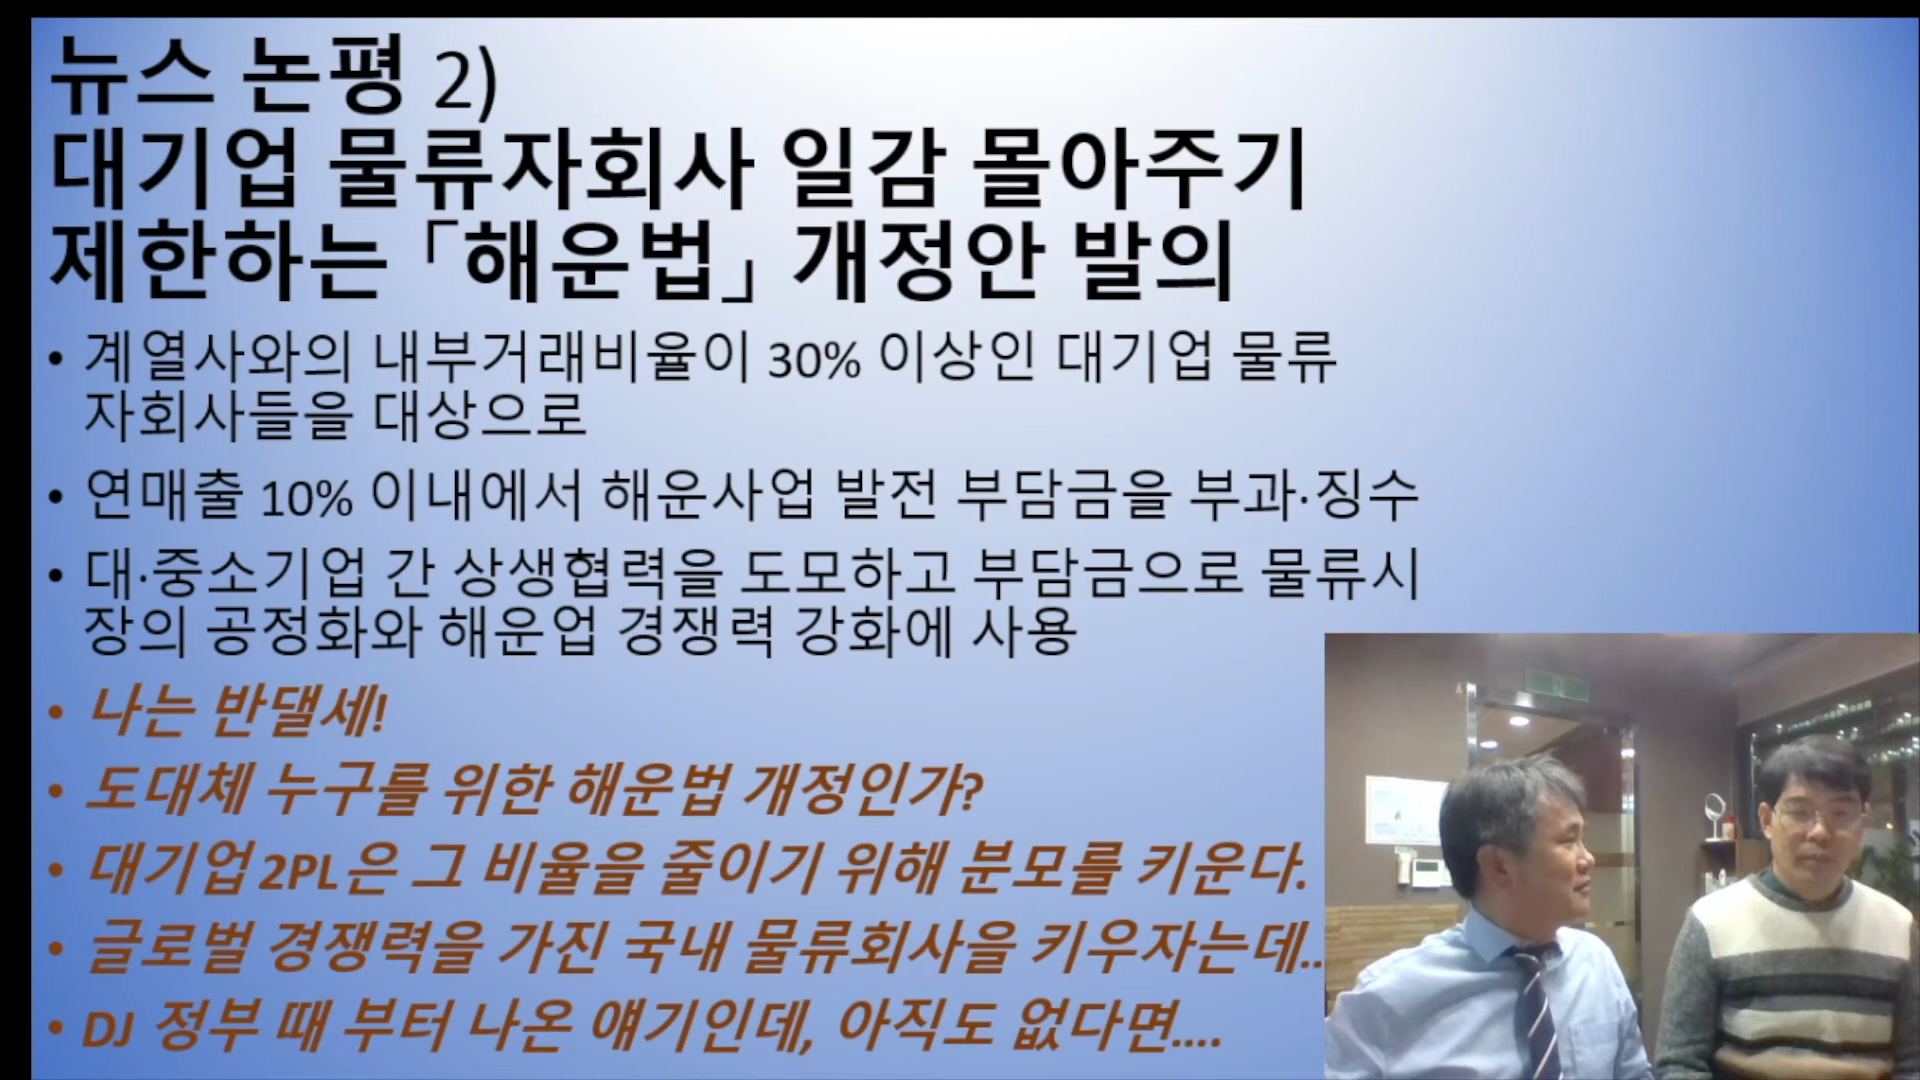 뉴스 논평 2)
대기업 물류자회사 일감 몰아주기
제한하는 「해운법」 개정안 발의
• 계열사와의 내부거래비율이 30% 이상인 대기업 물류
자회사들을 대상으로
• 연매출 10% 이내에서 해운사업 발전 부담금을 부과·징수
• 대·중소기업 간 상생협력을 도모하고 부담금으로 물류시
장의 공정화와 해운업 경쟁력 강화에 사용
• 나는 반댈세!
• 도대체 누구를 위한 해운법 개정인가?
• 대기업 2PL은 그 비율을 줄이기 위해 분모를 키운다.
• 글로벌 경쟁력을 가진 국내 물류회사을 키우자는데..
• DJ 정부 때 부터 나온 얘기인데, 아직도 없다면....